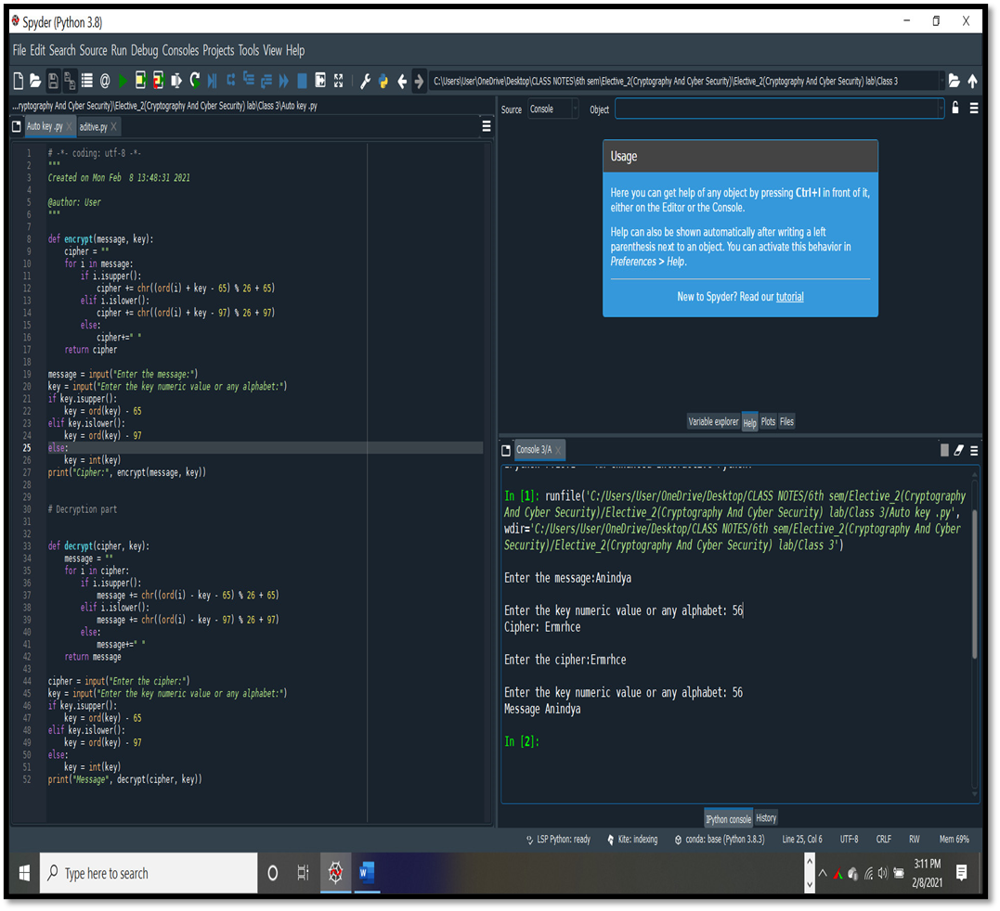 Spyder (Python 3.8)
File Edit Search Source Run Debug Consoles Projects Tools View Help
C:\Users\User\OneDrive\Desktop\CLASS NOTES\6th sem\Elective_2(Cryptography And Cyber Security)\Elective_2(Cryptography And Cyber Security) lab\Class 3
...ryptography And Cyber Security)\Elective_2(Cryptography And Cyber Security) lab\Class 3\Auto key .py
Auto key .py aditive.py
1 # -*- coding: utf-8 -*-
2 """
3 Created on Mon Feb  8 13:48:31 2021
4
5 @author: User
6 """
7
8 def encrypt(message, key):
9     cipher = ""
10     for i in message:
11         if i.isupper():
12             cipher += chr((ord(i) + key - 65) % 26 + 65)
13         elif i.islower():
14             cipher += chr((ord(i) + key - 97) % 26 + 97)
15         else:
16             cipher+=" "
17     return cipher
18
19 message = input("Enter the message:")
20 key = input("Enter the key numeric value or any alphabet:")
21 if key.isupper():
22     key = ord(key) - 65
23 elif key.islower():
24     key = ord(key) - 97
25 else:
26     key = int(key)
27 print("Cipher:", encrypt(message, key))
28
29
30 # Decryption part
31
32
33 def decrypt(cipher, key):
34     message = ""
35     for i in cipher:
36         if i.isupper():
37             message += chr((ord(i) - key - 65) % 26 + 65)
38         elif i.islower():
39             message += chr((ord(i) - key - 97) % 26 + 97)
40         else:
41             message+=" "
42     return message
43
44 cipher = input("Enter the cipher:")
45 key = input("Enter the key numeric value or any alphabet:")
46 if key.isupper():
47     key = ord(key) - 65
48 elif key.islower():
49     key = ord(key) - 97
50 else:
51     key = int(key)
52 print("Message", decrypt(cipher, key))
Source Console Object
Usage
Here you can get help of any object by pressing Ctrl+I in front of it,
either on the Editor or the Console.
Help can also be shown automatically after writing a left
parenthesis next to an object. You can activate this behavior in
Preferences > Help.
New to Spyder? Read our tutorial
Variable explorer Help Plots Files
Console 3/A
In [1]: runfile('C:/Users/User/OneDrive/Desktop/CLASS NOTES/6th sem/Elective_2(Cryptography
And Cyber Security)/Elective_2(Cryptography And Cyber Security) lab/Class 3/Auto key .py',
wdir='C:/Users/User/OneDrive/Desktop/CLASS NOTES/6th sem/Elective_2(Cryptography And Cyber
Security)/Elective_2(Cryptography And Cyber Security) lab/Class 3')
Enter the message:Anindya
Enter the key numeric value or any alphabet: 56
Cipher: Ermrhce
Enter the cipher:Ermrhce
Enter the key numeric value or any alphabet: 56
Message Anindya
In [2]:
IPython console History
LSP Python: ready Kite: indexing conda: base (Python 3.8.3) Line 25, Col 6 UTF-8 CRLF RW Mem 69%
Type here to search
3:11 PM
2/8/2021